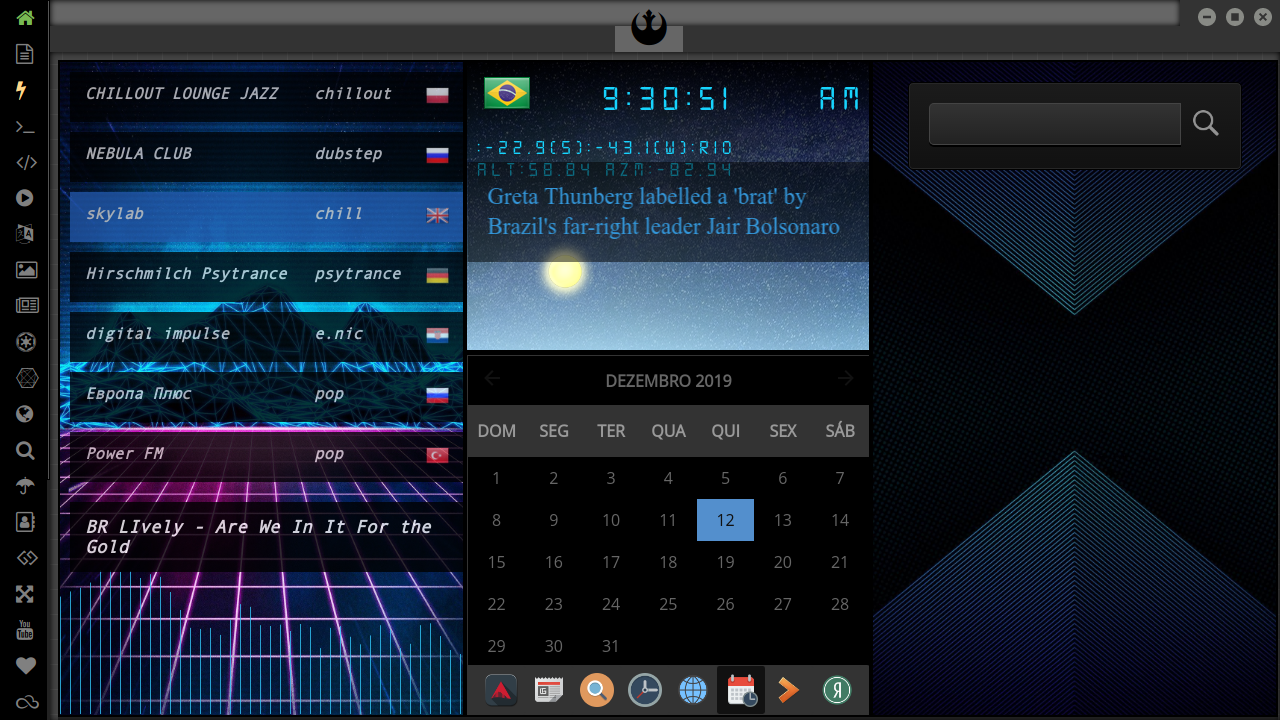 CHILLOUT LOUNGE JAZZ chillout
NEBULA CLUB dubstep
skylab chill
Hirschmilch Psytrance psytrance
digital impulse e.nic
Европа Плюс pop
Power FM pop
BR LIvely - Are We In It For the
Gold
9:30:51 AM
:-22.9(S):-43.1(W):RIO
ALT:58.84 AZM:-82.94
Greta Thunberg labelled a 'brat' by
Brazil's far-right leader Jair Bolsonaro
DEZEMBRO 2019
DOM SEG TER QUA QUI SEX SÁB
1 2 3 4 5 6 7
8 9 10 11 12 13 14
15 16 17 18 19 20 21
22 23 24 25 26 27 28
29 30 31
You
Tube
Я